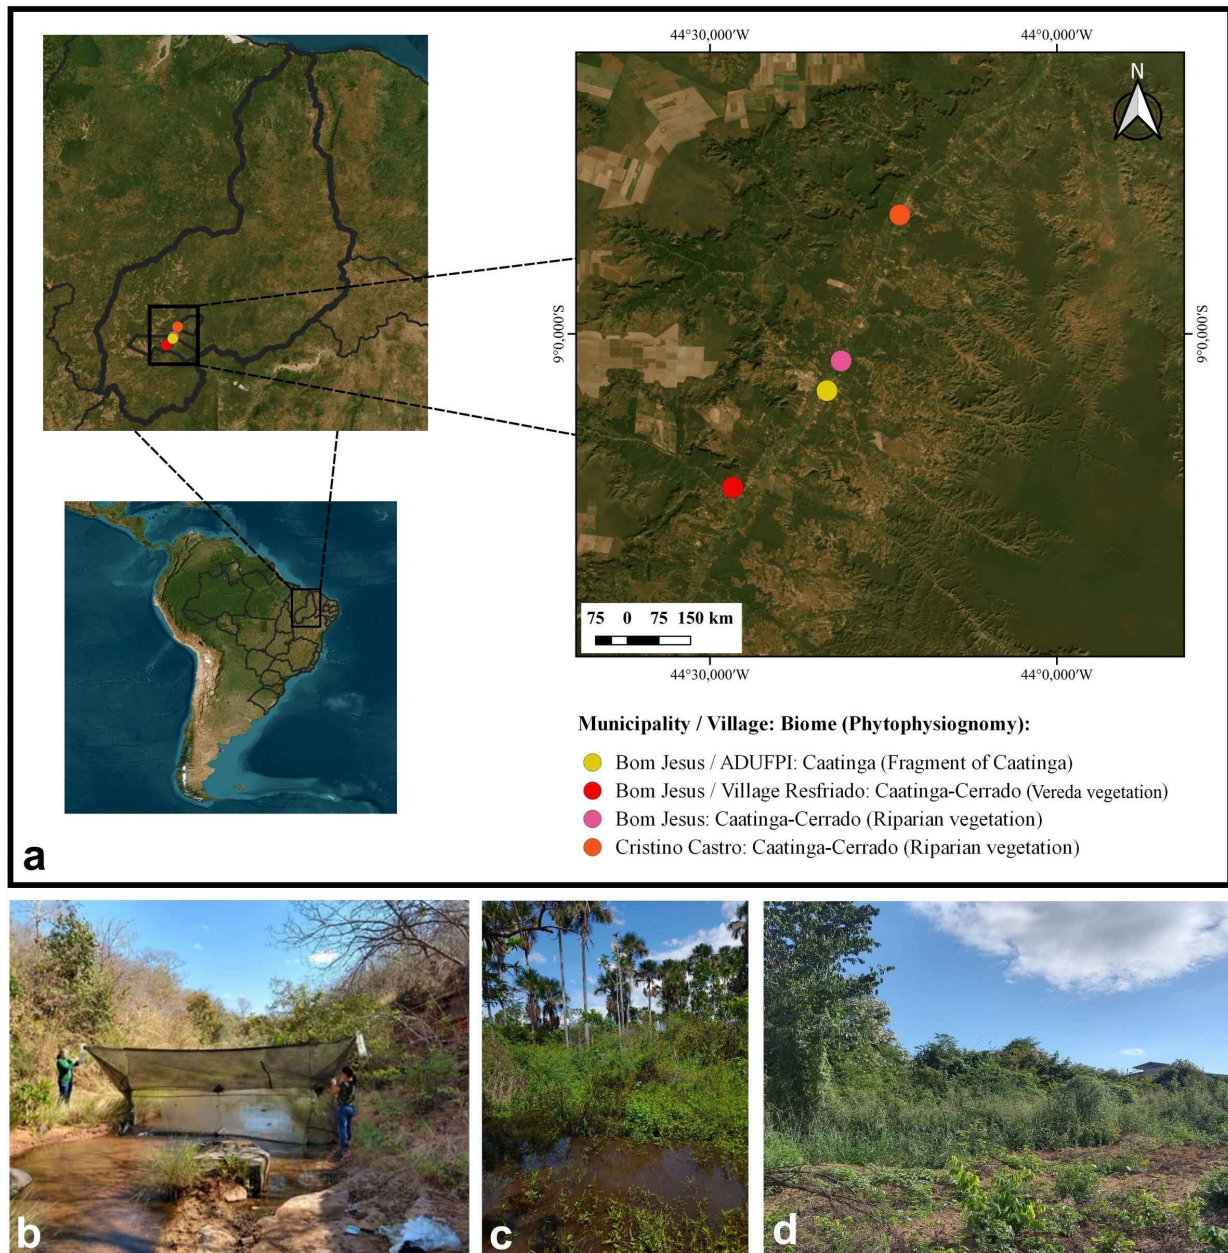 44°30,000'W 44°0,000'W
N
9°0,000'S 9°0,000'S
75 0 75 150 km
44°30,000'W 44°0,000'W
Municipality / Village: Biome (Phytophysiognomy):
Bom Jesus / ADUFPI: Caatinga (Fragment of Caatinga)
Bom Jesus / Village Resfriado: Caatinga-Cerrado (Vereda vegetation)
Bom Jesus: Caatinga-Cerrado (Riparian vegetation)
Cristino Castro: Caatinga-Cerrado (Riparian vegetation)
a
b c d